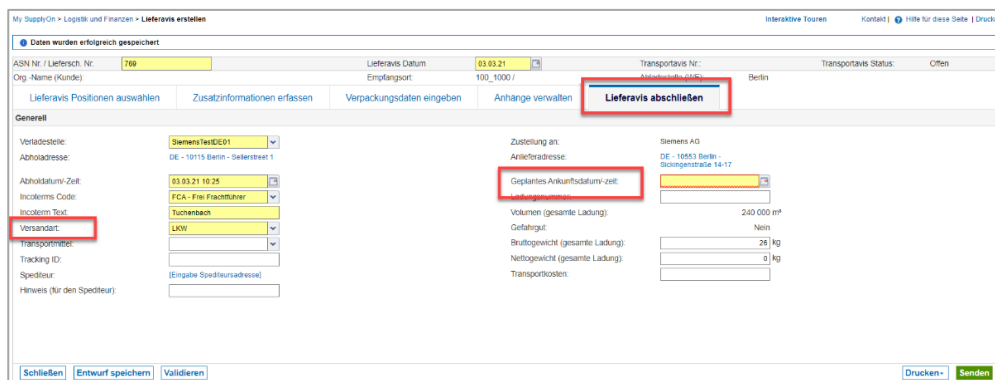 My SupplyOn > Logistik und Finanzen > Lieferavis erstellen Interaktive Touren Kontakt | Hilfe für diese Seite | Drucke
Daten wurden erfolgreich gespeichert
ASN Nr. / Liefersch. Nr.: 769 Lieferavis Datum 03.03.21 Transportavis Nr.: Transportavis Status: Offen
Org.-Name (Kunde): Empfangsort: 100_1000 / Abladestelle (WE): Berlin
Lieferavis Positionen auswählen Zusatzinformationen erfassen Verpackungsdaten eingeben Anhänge verwalten Lieferavis abschließen
Generell
Verladestelle: SiemensTestDE01 Zustellung an: Siemens AG
Abholadresse: DE - 10115 Berlin - Sellerstreet 1 Anlieferadresse: DE - 10553 Berlin -
Sickingenstraße 14-17
Abholdatum/-Zeit: 03.03.21 10:25 Geplantes Ankunftsdatum/-zeit:
Incoterms Code: FCA - Frei Frachtführer Ladungsnummer:
Incoterm Text: Tuchenbach Volumen (gesamte Ladung): 240 000 m³
Versandart: LKW Gefahrgut: Nein
Transportmittel: Bruttogewicht (gesamte Ladung): 26 kg
Tracking ID: Nettogewicht (gesamte Ladung): 0 kg
Spediteur: [Eingabe Spediteursadresse] Transportkosten:
Hinweis (für den Spediteur):
Schließen Entwurf speichern Validieren Drucken Senden